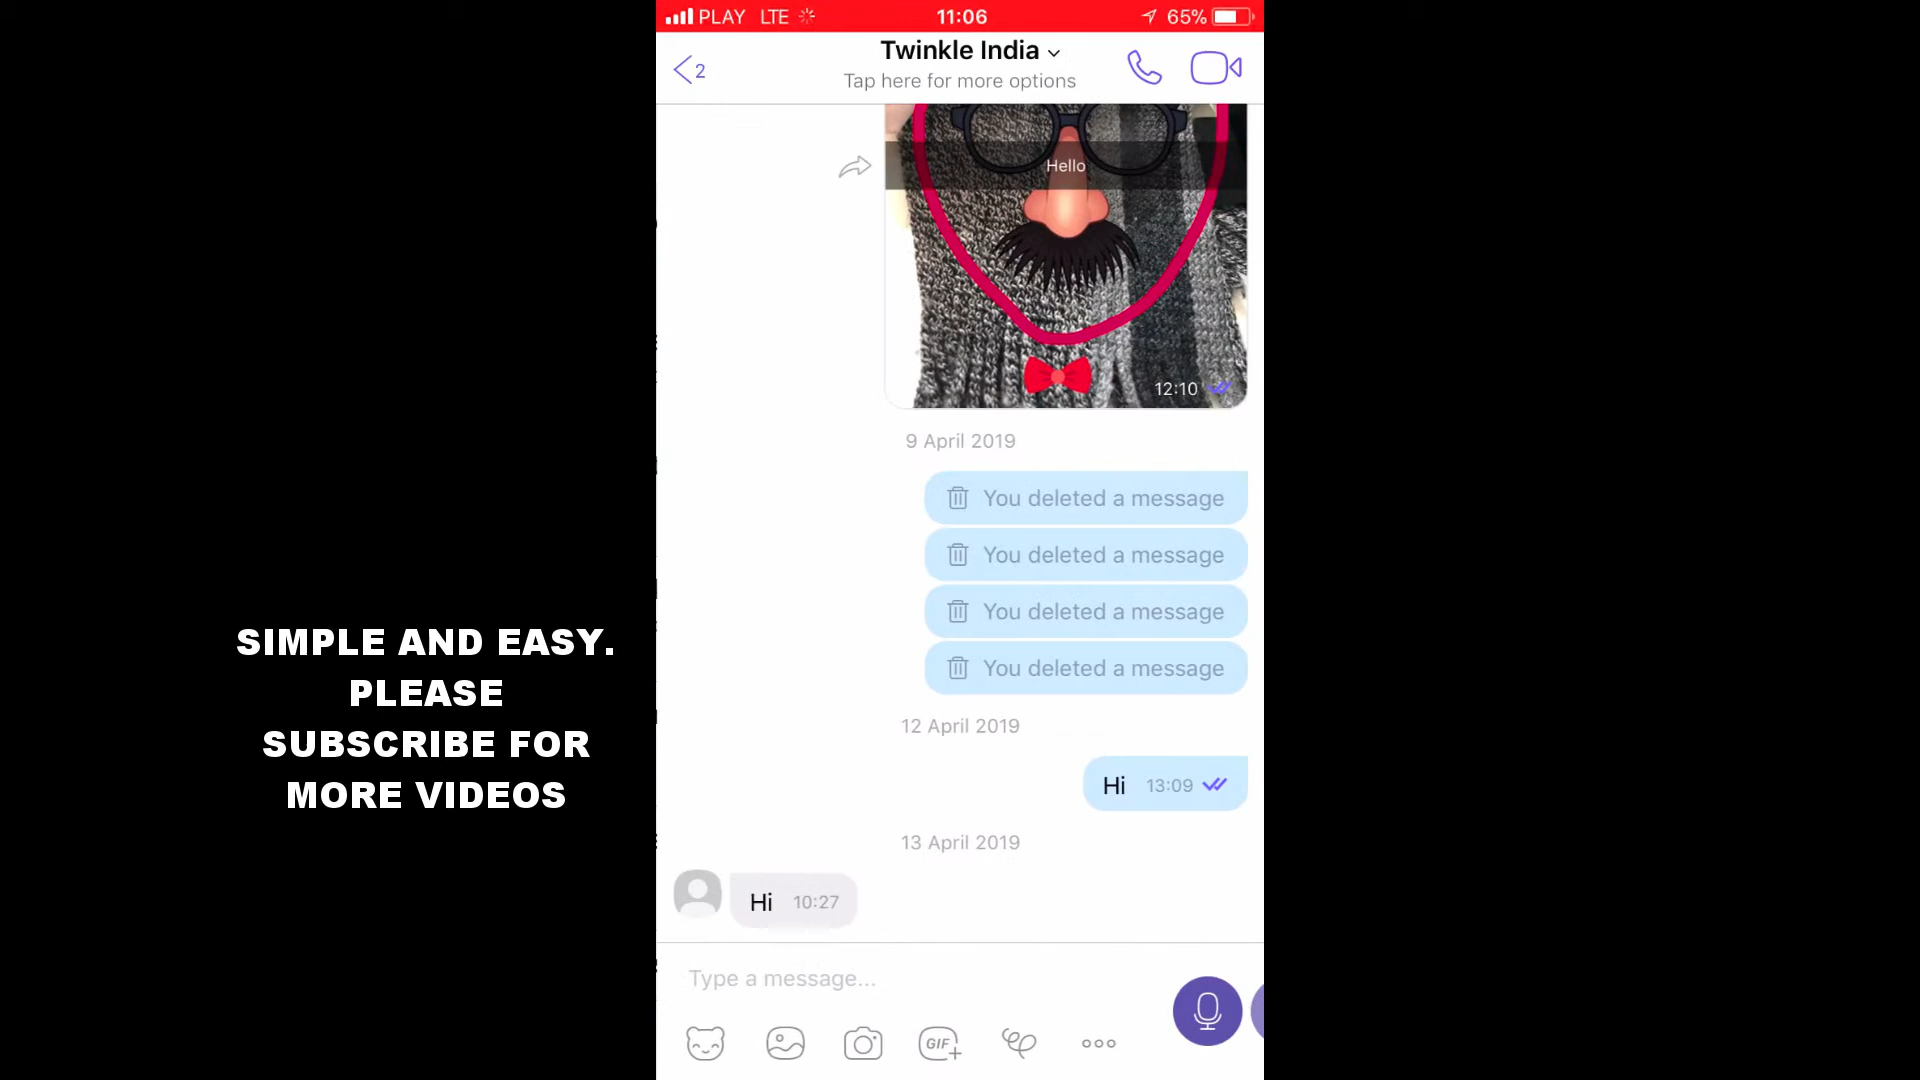 PLAY LTE 11:06 65%
2 Twinkle India
Tap here for more options
Hello
12:10
9 April 2019
You deleted a message
You deleted a message
You deleted a message
You deleted a message
12 April 2019
Hi 13:09
13 April 2019
Hi 10:27
Type a message...
GIF
SIMPLE AND EASY.
PLEASE
SUBSCRIBE FOR
MORE VIDEOS